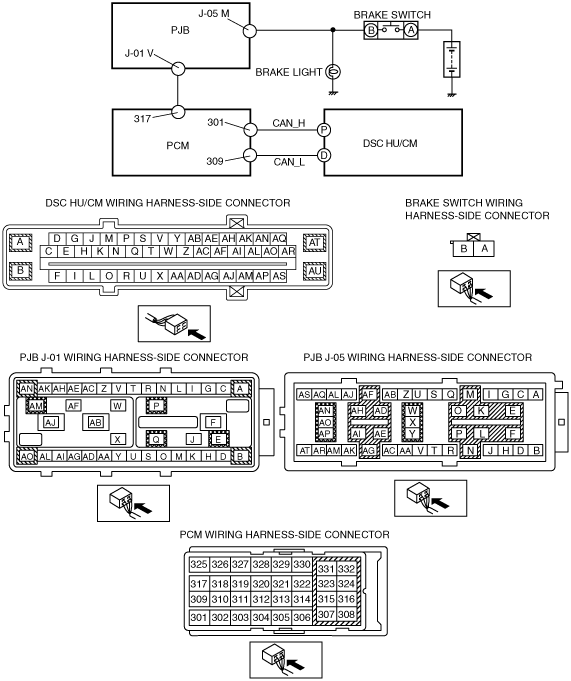 J-05 M
PJB
BRAKE SWITCH
B A
J-01 V
BRAKE LIGHT
317
301
CAN_H
P
PCM
DSC HU/CM
309
CAN_L
D
DSC HU/CM WIRING HARNESS-SIDE CONNECTOR
BRAKE SWITCH WIRING
HARNESS-SIDE CONNECTOR
A D G J M P S V Y AB AE AH AK AN AQ AT
C E H K N Q T W Z AC AF AI AL AO AR
B F I L O R U X AA AD AG AJ AM AP AS AU
B A
PJB J-01 WIRING HARNESS-SIDE CONNECTOR
AN AK AH AE AC Z V T R N L I G C A
AM AF W P
AJ AB F
X Q J E
AO AL AI AG AD AA Y U S O M K H D B
PJB J-05 WIRING HARNESS-SIDE CONNECTOR
AS AQ AL AJ AF AB Z U S Q M I G C A
AN AH AD W O K E
AO X
AP AI AE Y P L F
AT AR AM AK AG AC AA V T R N J H D B
PCM WIRING HARNESS-SIDE CONNECTOR
325 326 327 328 329 330 331 332
317 318 319 320 321 322 323 324
309 310 311 312 313 314 315 316
301 302 303 304 305 306 307 308